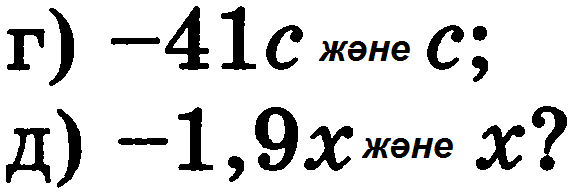 г) −41c және c;
д) −1,9x және x?